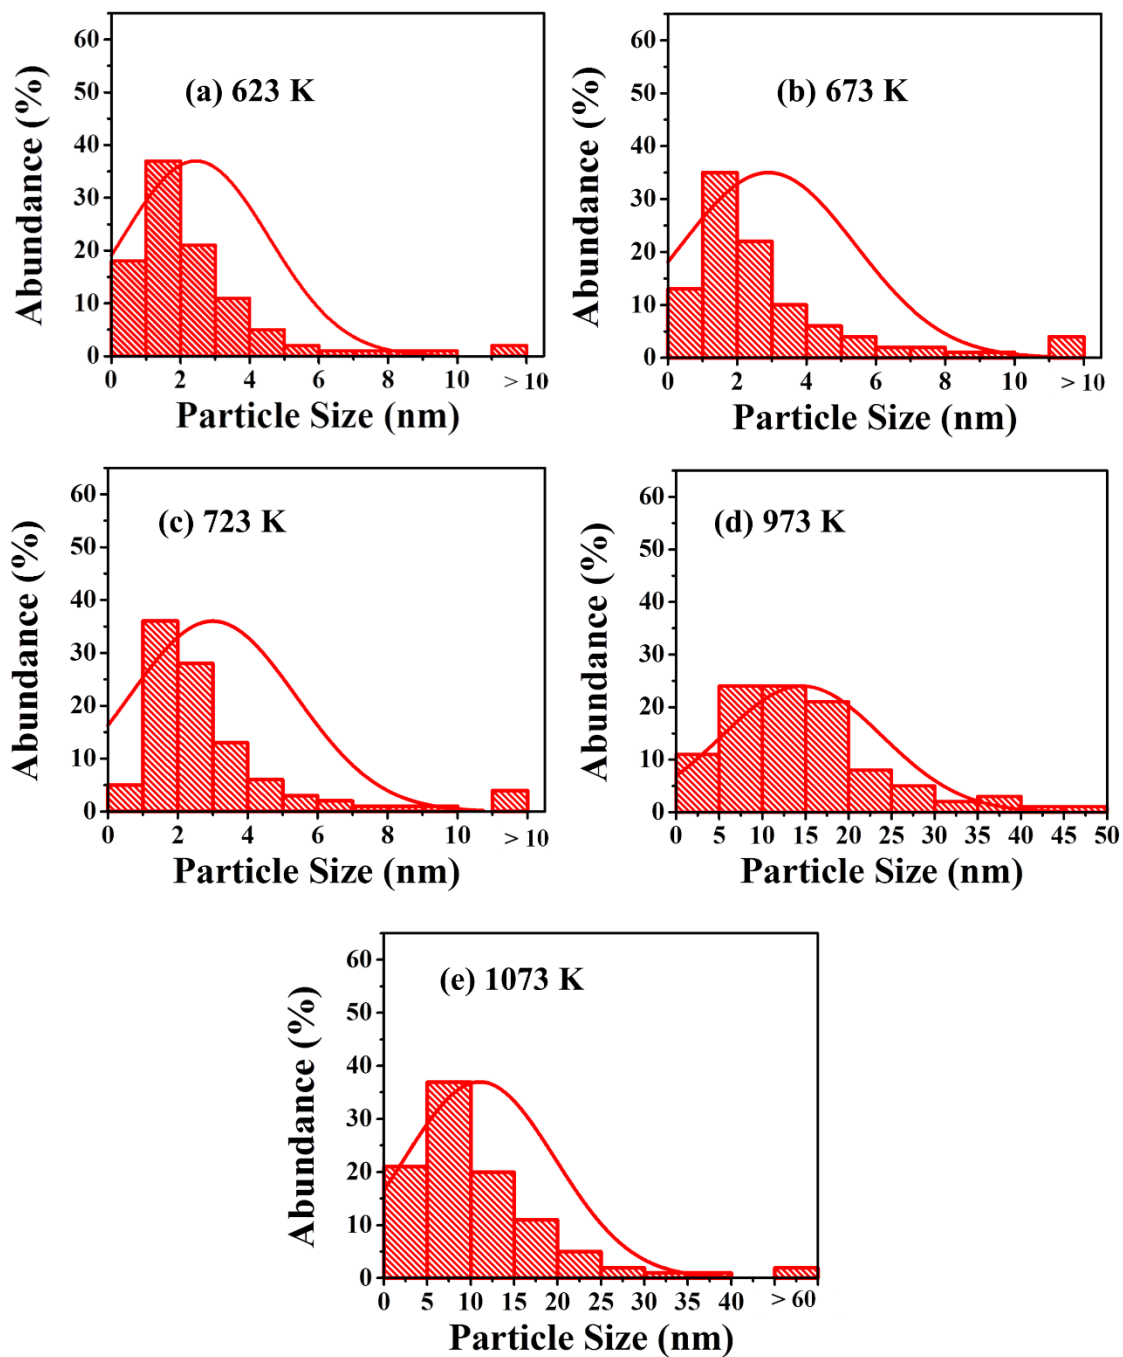 (a) 623 K
Abundance (%)
60
50
40
30
20
10
0
0 2 4 6 8 10 > 10
Particle Size (nm)
(b) 673 K
Abundance (%)
60
50
40
30
20
10
0
0 2 4 6 8 10 > 10
Particle Size (nm)
(c) 723 K
Abundance (%)
60
50
40
30
20
10
0
0 2 4 6 8 10 > 10
Particle Size (nm)
(d) 973 K
Abundance (%)
60
50
40
30
20
10
0
0 5 10 15 20 25 30 35 40 45 50
Particle Size (nm)
(e) 1073 K
Abundance (%)
60
50
40
30
20
10
0
0 5 10 15 20 25 30 35 40 > 60
Particle Size (nm)